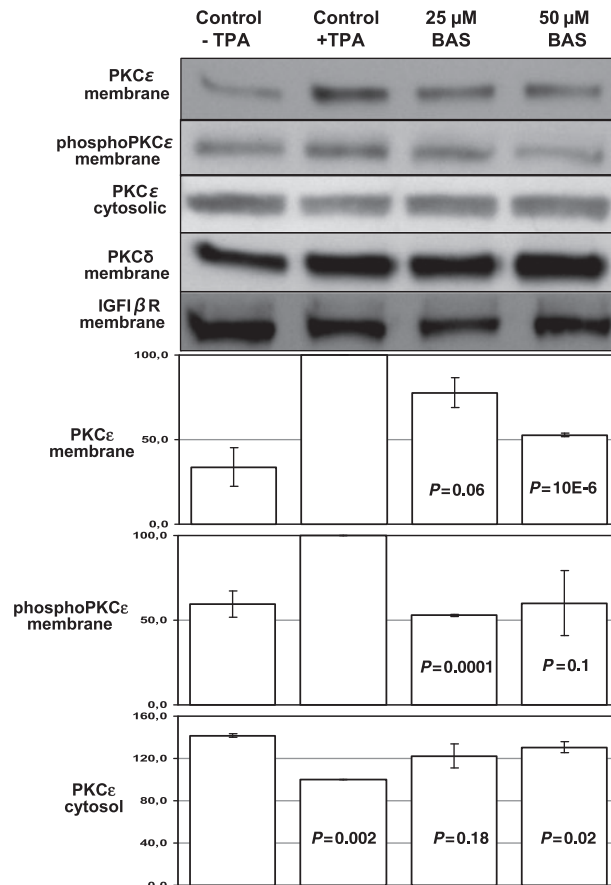 Control Control 25 µM 50 µM
- TPA +TPA BAS BAS
PKCε
membrane
phosphoPKCε
membrane
PKCε
cytosolic
PKCδ
membrane
IGFIβR
membrane
100,0
PKCε
membrane
50,0
P=0.06 P=10E-6
0,0
100,0
phosphoPKCε
membrane
50,0
P=0.0001 P=0.1
0,0
160,0
120,0
PKCε
cytosol
80,0
40,0
P=0.002 P=0.18 P=0.02
0,0